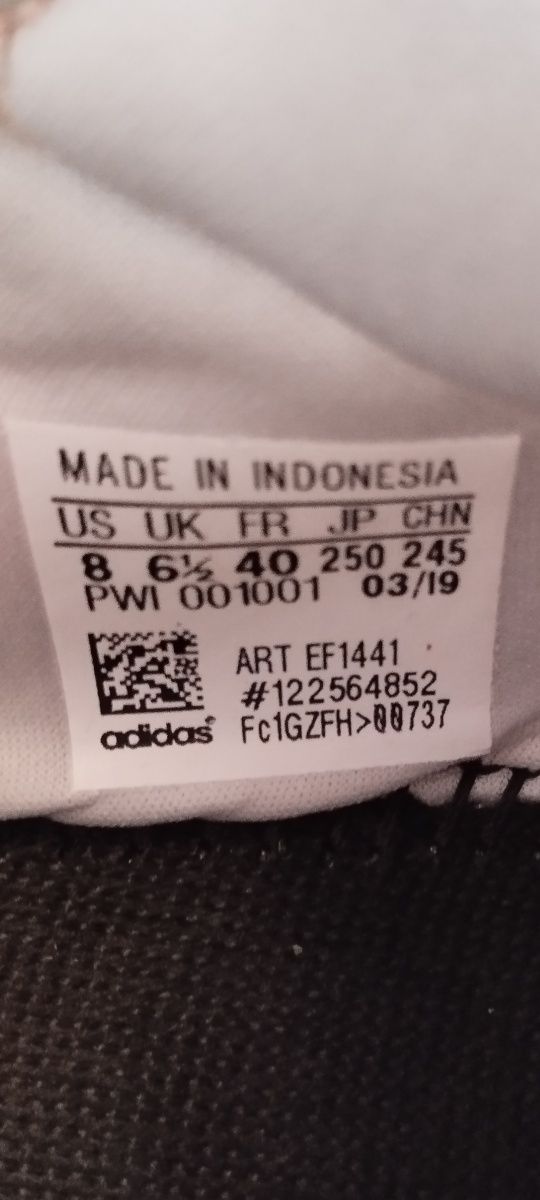 MADE IN INDONESIA
US UK FR JP CHN
8 6½ 40 250 245
PWI 001001 03/19
ART EF1441
#122564852
adidas® Fc1GZFH>00737